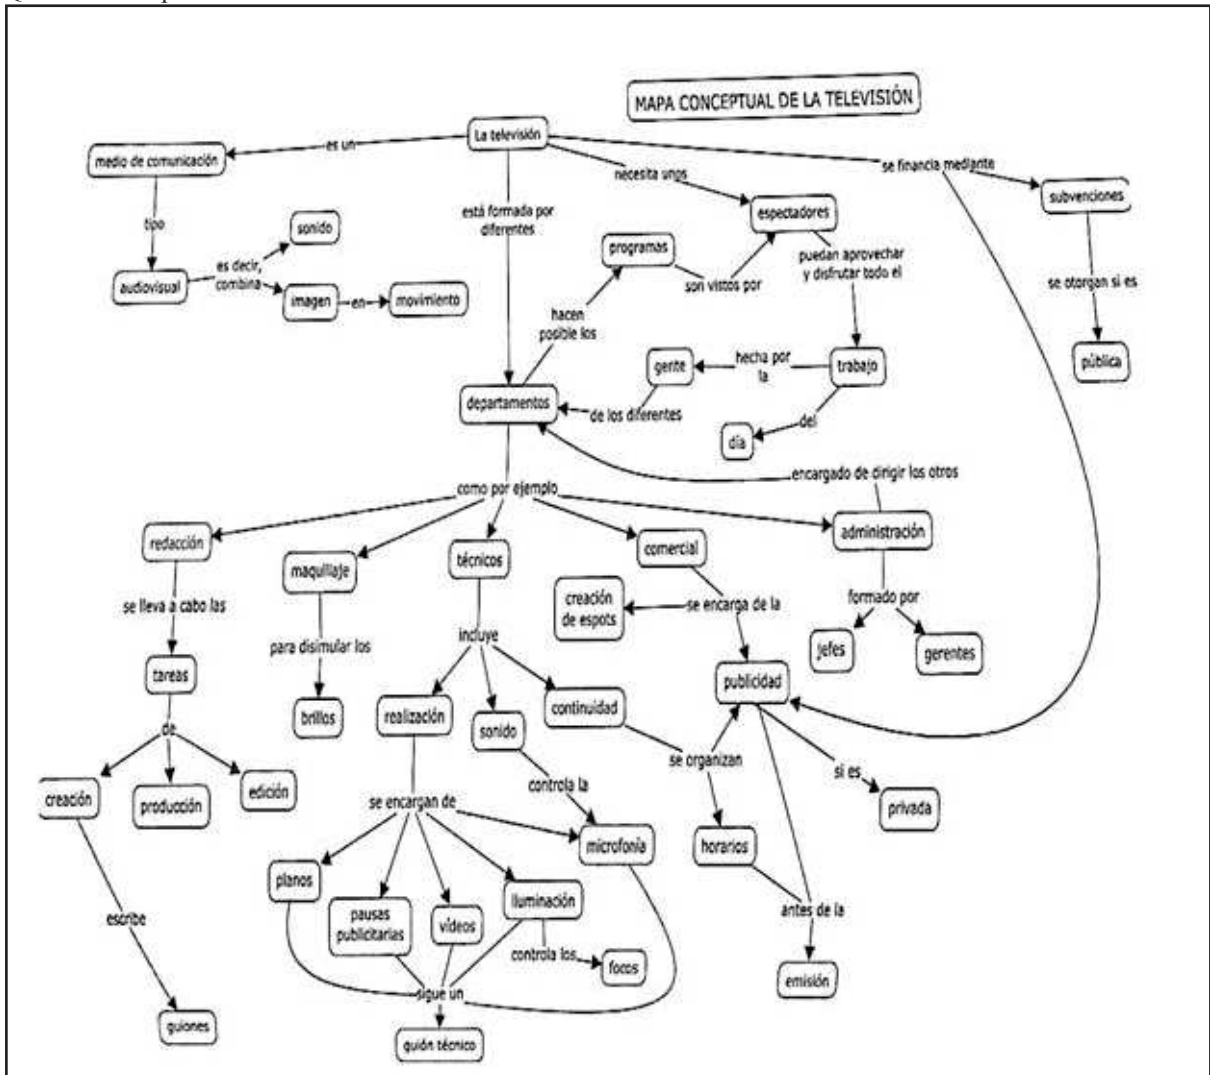 MAPA CONCEPTUAL DE LA TELEVISIÓN
La televisión
es un
medio de comunicación
tipo
audiovisual
es decir,
combina
sonido
imagen
en
movimiento
está formada por
diferentes
necesita unos
espectadores
se financia mediante
subvenciones
se otorgan si es
pública
programas
son vistos por
puedan aprovechar
y disfrutar todo el
hacen
posible los
trabajo
hecha por
la
gente
de los diferentes
del
día
departamentos
encargado de dirigir los otros
como por ejemplo
redacción
maquillaje
técnicos
comercial
administración
se lleva a cabo las
tareas
de
creación
producción
edición
escribe
guiones
para disimular los
brillos
incluye
realización
sonido
continuidad
creación
de espots
se encarga de la
publicidad
formado por
jefes
gerentes
se organizan
si es
privada
horarios
antes de la
emisión
controla la
microfonía
se encargan de
planos
pausas
publicitarias
vídeos
iluminación
controla los
focos
sigue un
guión técnico